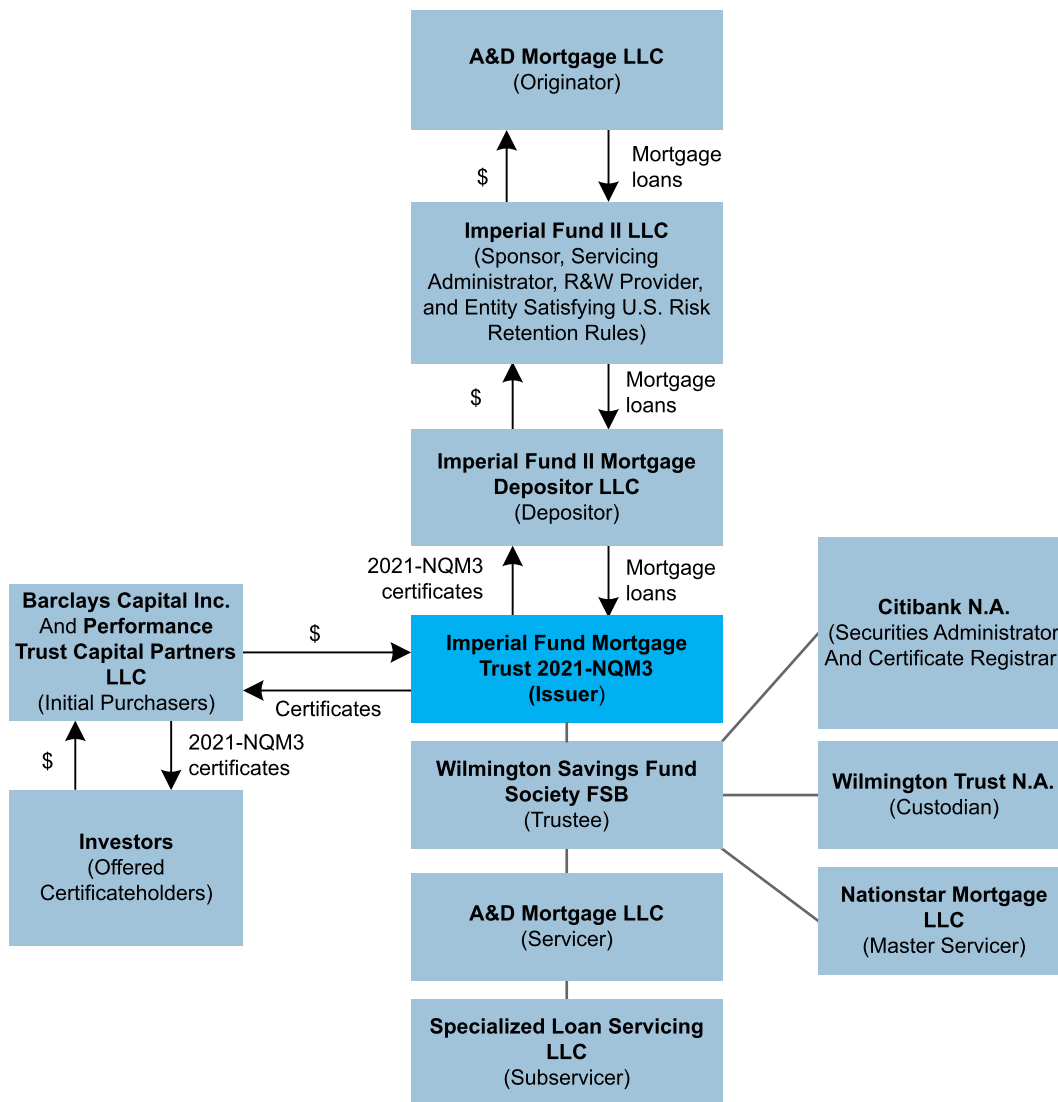 A&D Mortgage LLC
(Originator)
$
Mortgage
loans
Imperial Fund II LLC
(Sponsor, Servicing
Administrator, R&W Provider,
and Entity Satisfying U.S. Risk
Retention Rules)
$
Mortgage
loans
Imperial Fund II Mortgage
Depositor LLC
(Depositor)
2021-NQM3
certificates
Mortgage
loans
Barclays Capital Inc.
And Performance
Trust Capital Partners
LLC
(Initial Purchasers)
$
Certificates
Imperial Fund Mortgage
Trust 2021-NQM3
(Issuer)
Citibank N.A.
(Securities Administrator
And Certificate Registrar
$
2021-NQM3
certificates
Wilmington Savings Fund
Society FSB
(Trustee)
Wilmington Trust N.A.
(Custodian)
Investors
(Offered
Certificateholders)
A&D Mortgage LLC
(Servicer)
Nationstar Mortgage
LLC
(Master Servicer)
Specialized Loan Servicing
LLC
(Subservicer)